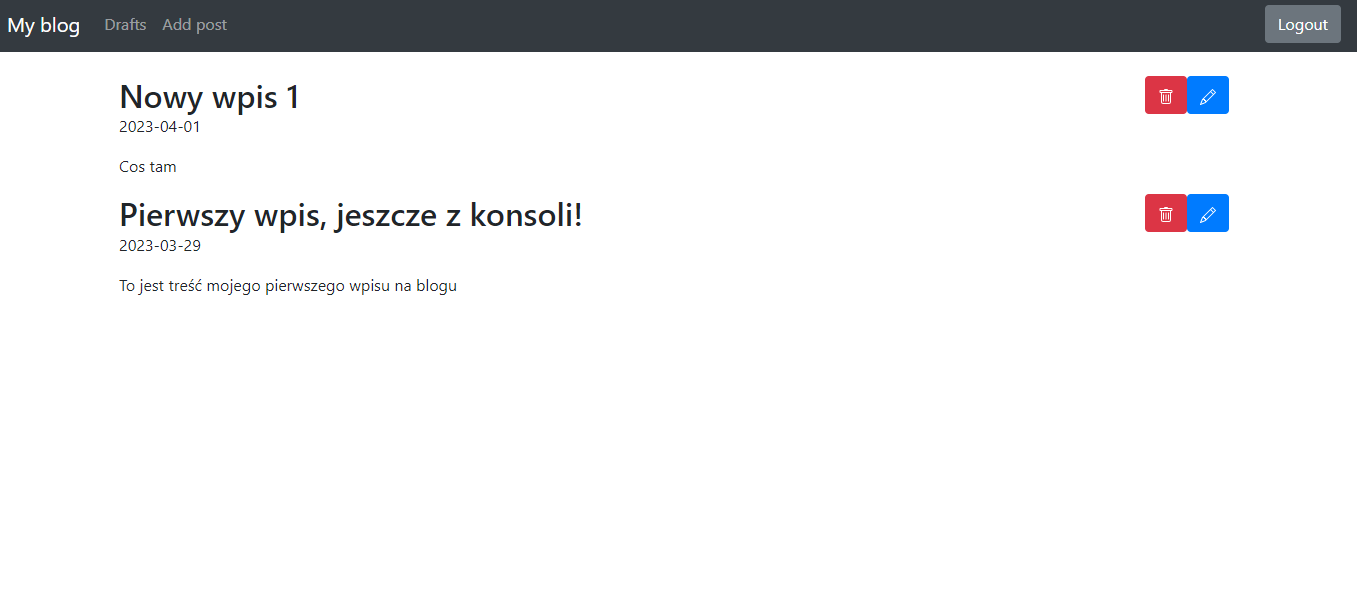 My blog Drafts Add post Logout
Nowy wpis 1
2023-04-01
Cos tam
Pierwszy wpis, jeszcze z konsoli!
2023-03-29
To jest treść mojego pierwszego wpisu na blogu